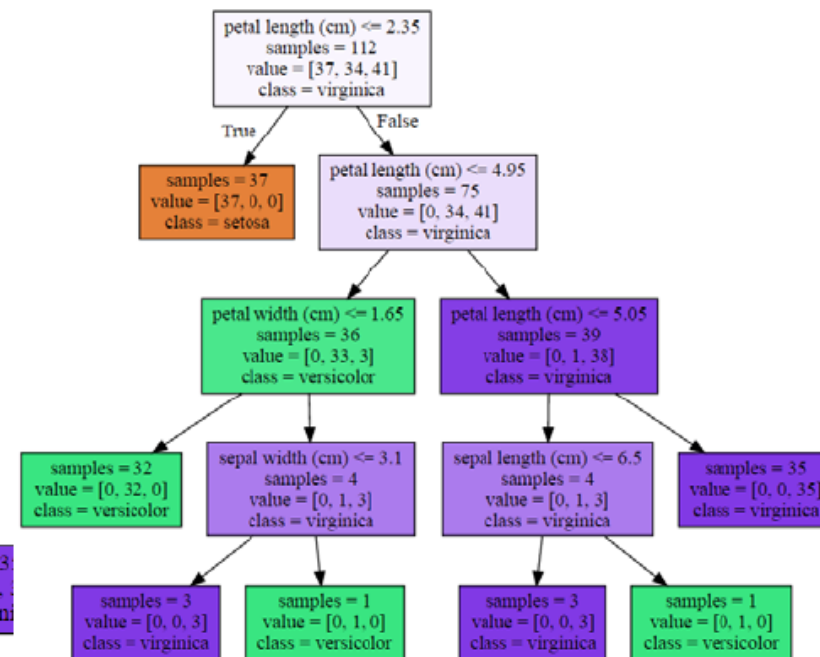 petal length (cm) <= 2.35
samples = 112
value = [37, 34, 41]
class = virginica
True
False
samples = 37
value = [37, 0, 0]
class = setosa
petal length (cm) <= 4.95
samples = 75
value = [0, 34, 41]
class = virginica
petal width (cm) <= 1.65
samples = 36
value = [0, 33, 3]
class = versicolor
petal length (cm) <= 5.05
samples = 39
value = [0, 1, 38]
class = virginica
samples = 32
value = [0, 32, 0]
class = versicolor
sepal width (cm) <= 3.1
samples = 4
value = [0, 1, 3]
class = virginica
sepal length (cm) <= 6.5
samples = 4
value = [0, 1, 3]
class = virginica
samples = 35
value = [0, 0, 35]
class = virginica
samples = 3
value = [0, 0, 3]
class = virginica
samples = 1
value = [0, 1, 0]
class = versicolor
samples = 3
value = [0, 0, 3]
class = virginica
samples = 1
value = [0, 1, 0]
class = versicolor